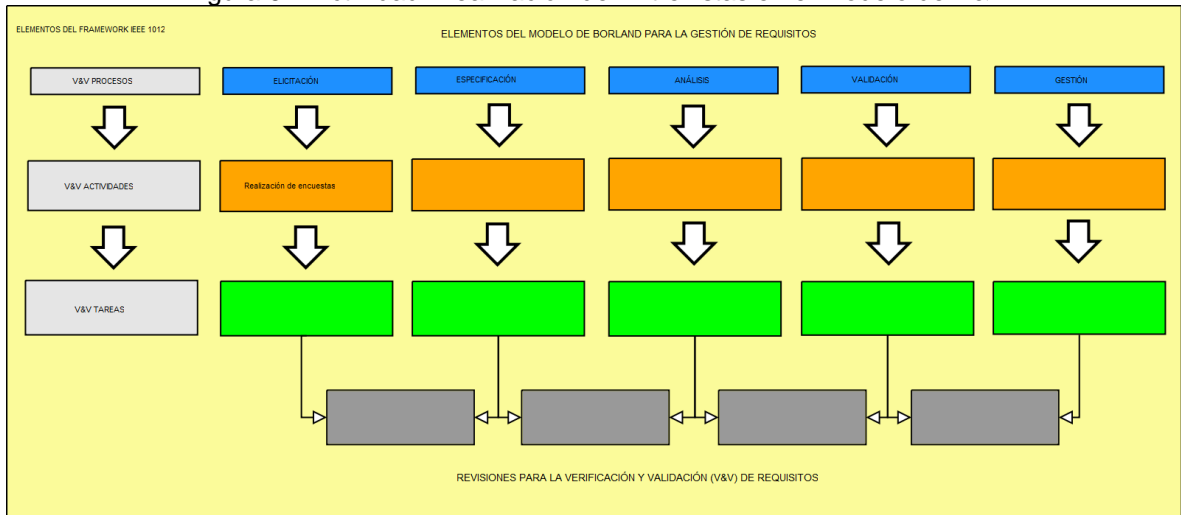 ELEMENTOS DEL FRAMEWORK IEEE 1012
ELEMENTOS DEL MODELO DE BORLAND PARA LA GESTIÓN DE REQUISITOS
V&V PROCESOS
ELICITACIÓN
ESPECIFICACIÓN
ANÁLISIS
VALIDACIÓN
GESTIÓN
V&V ACTIVIDADES
Realización de encuestas
V&V TAREAS
REVISIONES PARA LA VERIFICACIÓN Y VALIDACIÓN (V&V) DE REQUISITOS